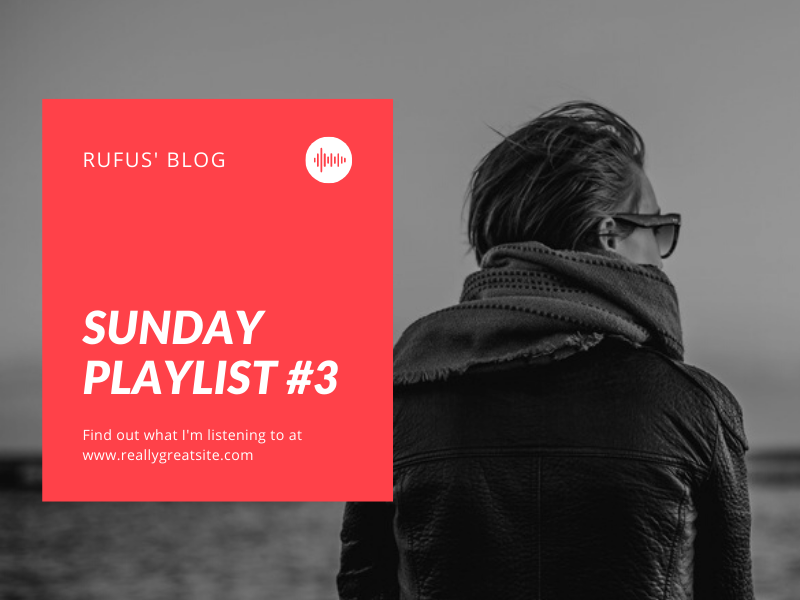 RUFUS' BLOG
SUNDAY
PLAYLIST #3
Find out what I'm listening to at
www.reallygreatsite.com